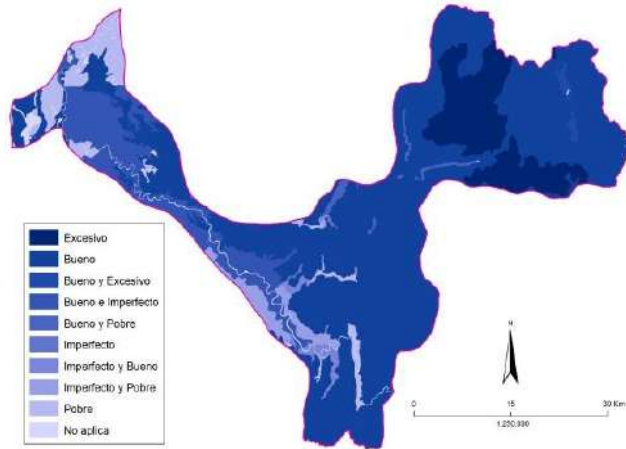 Excesivo
Bueno
Bueno y Excesivo
Bueno e Imperfecto
Bueno y Pobre
Imperfecto
Imperfecto y Bueno
Imperfecto y Pobre
Pobre
No aplica
N
0 15 30 Km
1:250,000